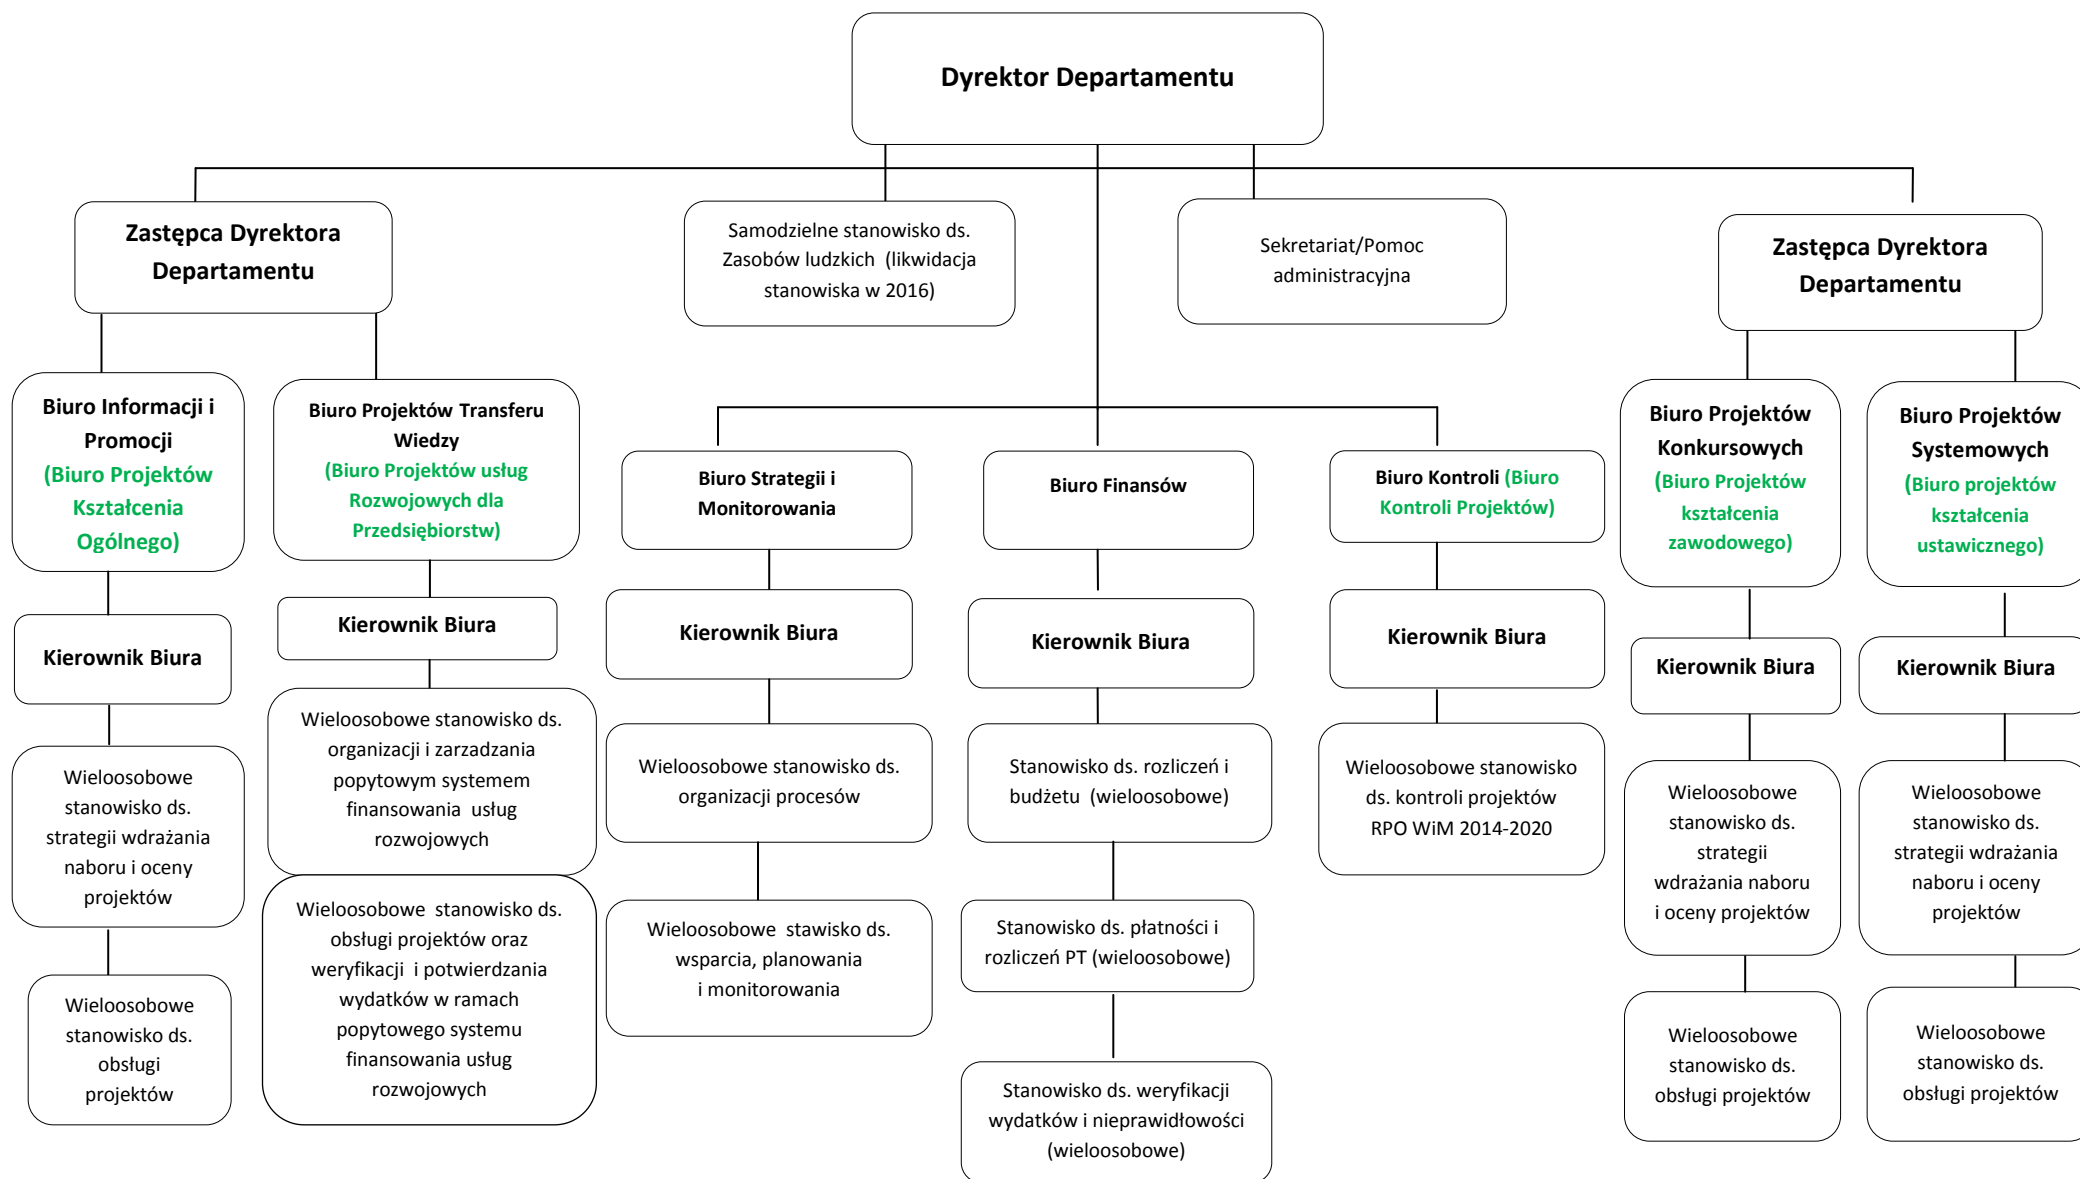 Dyrektor Departamentu
Zastępca Dyrektora
Departamentu
Samodzielne stanowisko ds.
Zasobów ludzkich (likwidacja
stanowiska w 2016)
Sekretariat/Pomoc
administracyjna
Zastępca Dyrektora
Departamentu
Biuro Informacji i
Promocji
(Biuro Projektów
Kształcenia
Ogólnego)
Biuro Projektów Transferu
Wiedzy
(Biuro Projektów usług
Rozwojowych dla
Przedsiębiorstw)
Biuro Strategii i
Monitorowania
Biuro Finansów
Biuro Kontroli (Biuro
Kontroli Projektów)
Biuro Projektów
Konkursowych
(Biuro Projektów
kształcenia
zawodowego)
Biuro Projektów
Systemowych
(Biuro projektów
kształcenia
ustawicznego)
Kierownik Biura
Kierownik Biura
Kierownik Biura
Kierownik Biura
Kierownik Biura
Kierownik Biura
Kierownik Biura
Wieloosobowe
stanowisko ds.
strategii wdrażania
naboru i oceny
projektów
Wieloosobowe stanowisko ds.
organizacji i zarzadzania
popytowym systemem
finansowania usług
rozwojowych
Wieloosobowe stanowisko ds.
organizacji procesów
Stanowisko ds. rozliczeń i
budżetu (wieloosobowe)
Wieloosobowe stanowisko
ds. kontroli projektów
RPO WiM 2014-2020
Wieloosobowe
stanowisko ds.
strategii
wdrażania naboru
i oceny projektów
Wieloosobowe
stanowisko ds.
strategii wdrażania
naboru i oceny
projektów
Wieloosobowe
stanowisko ds.
obsługi
projektów
Wieloosobowe stanowisko ds.
obsługi projektów oraz
weryfikacji i potwierdzania
wydatków w ramach
popytowego systemu
finansowania usług
rozwojowych
Wieloosobowe stawisko ds.
wsparcia, planowania
i monitorowania
Stanowisko ds. płatności i
rozliczeń PT (wieloosobowe)
Stanowisko ds. weryfikacji
wydatków i nieprawidłowości
(wieloosobowe)
Wieloosobowe
stanowisko ds.
obsługi projektów
Wieloosobowe
stanowisko ds.
obsługi projektów